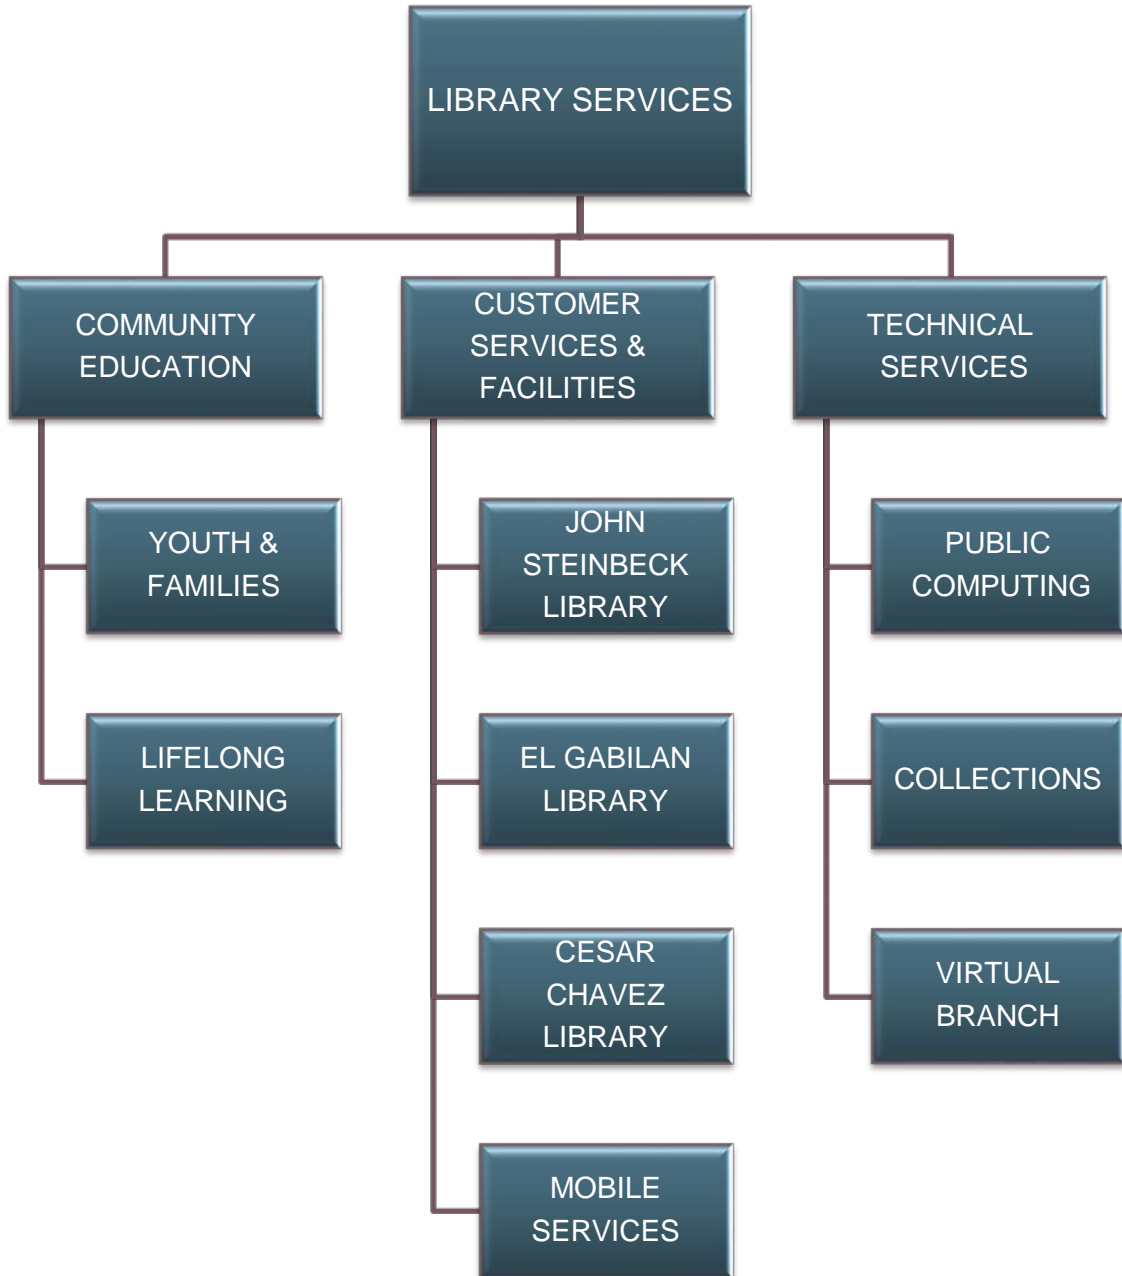 LIBRARY SERVICES
COMMUNITY
EDUCATION
CUSTOMER
SERVICES &
FACILITIES
TECHNICAL
SERVICES
YOUTH &
FAMILIES
LIFELONG
LEARNING
JOHN
STEINBECK
LIBRARY
EL GABILAN
LIBRARY
CESAR
CHAVEZ
LIBRARY
MOBILE
SERVICES
PUBLIC
COMPUTING
COLLECTIONS
VIRTUAL
BRANCH